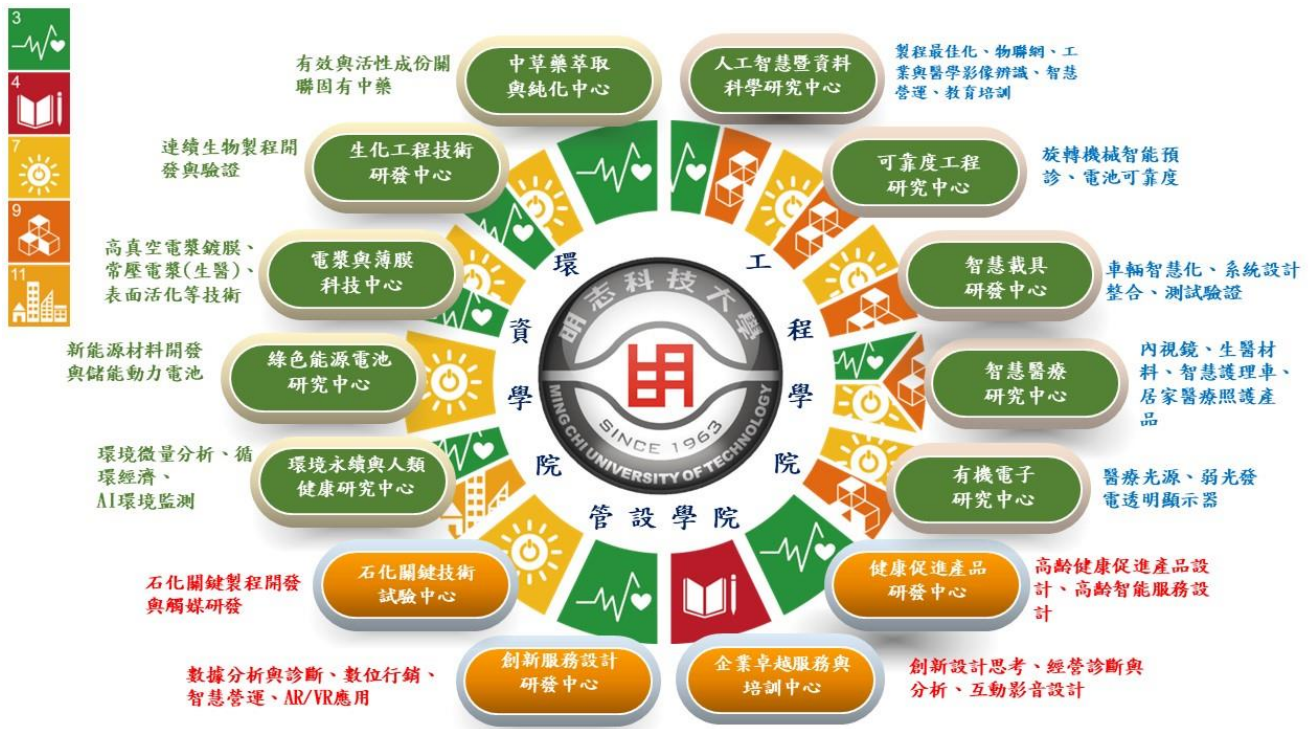 3
4
7
9
11
有效與活性成份關
聯固有中藥
中草藥萃取
與純化中心
人工智慧暨資料
科學研究中心
製程最佳化、物聯網、工
業與醫學影像辨識、智慧
營運、教育培訓
連續生物製程開
發與驗証
生化工程技術
研發中心
可靠度工程
研究中心
旋轉機械智能預
診、電池可靠度
高真空電漿鍍膜、
常壓電漿(生醫)、
表面活化等技術
電漿與薄膜
科技中心
智慧載具
研發中心
車輛智慧化、系統設計
整合、測試驗證
新能源材料開發
與儲能動力電池
綠色能源電池
研究中心
智慧醫療
研究中心
內視鏡、生醫材
料、智慧護理車、
居家醫療照護產
品
環境微量分析、循
環經濟、
AI環境監測
環境永續與人類
健康研究中心
有機電子
研究中心
醫療光源、弱光發
電透明顯示器
環資學院
工程學院
管設學院
明志科技大學
SINCE 1963
MING CHI UNIVERSITY OF TECHNOLOGY
石化關鍵製程開發
與觸媒研發
石化關鍵技術
試驗中心
健康促進產品
研發中心
高齡健康促進產品設
計、高齡智能服務設
計
數據分析與診斷、數位行銷、
智慧營運、AR/VR應用
創新服務設計
研發中心
企業卓越服務與
培訓中心
創新設計思考、經營診斷與
分析、互動影音設計